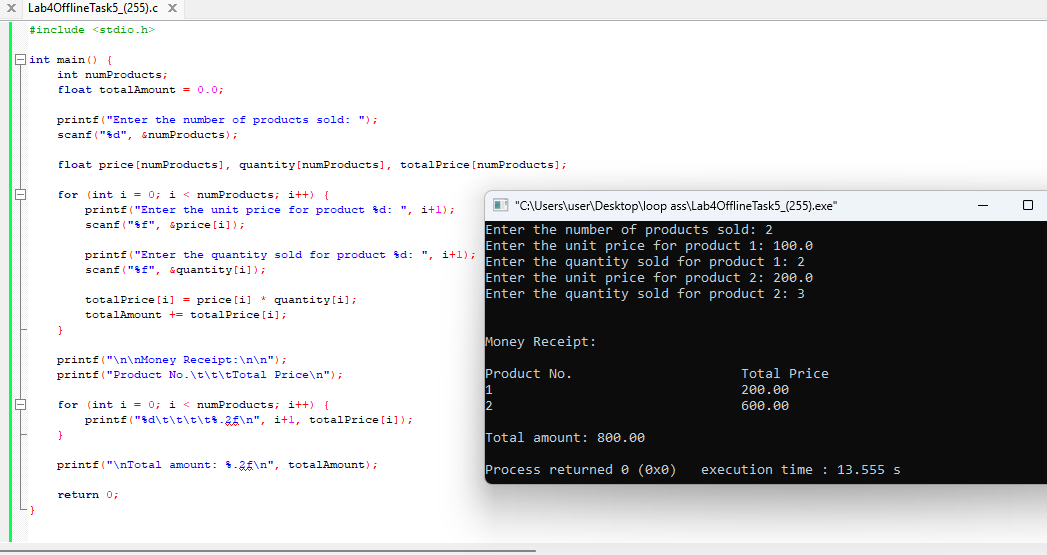 Lab4OfflineTask5_(255).c
#include <stdio.h>
int main() {
int numProducts;
float totalAmount = 0.0;
printf("Enter the number of products sold: ");
scanf("%d", &numProducts);
float price[numProducts], quantity[numProducts], totalPrice[numProducts];
for (int i = 0; i < numProducts; i++) {
printf("Enter the unit price for product %d: ", i+1);
scanf("%f", &price[i]);
printf("Enter the quantity sold for product %d: ", i+1);
scanf("%f", &quantity[i]);
totalPrice[i] = price[i] * quantity[i];
totalAmount += totalPrice[i];
}
printf("\n\nMoney Receipt:\n\n");
printf("Product No.\t\t\tTotal Price\n");
for (int i = 0; i < numProducts; i++) {
printf("%d\t\t\t\t%.2f\n", i+1, totalPrice[i]);
}
printf("\nTotal amount: %.2f\n", totalAmount);
return 0;
}
"C:\Users\user\Desktop\loop ass\Lab4OfflineTask5_(255).exe"
Enter the number of products sold: 2
Enter the unit price for product 1: 100.0
Enter the quantity sold for product 1: 2
Enter the unit price for product 2: 200.0
Enter the quantity sold for product 2: 3
Money Receipt:
Product No. Total Price
1 200.00
2 600.00
Total amount: 800.00
Process returned 0 (0x0) execution time : 13.555 s